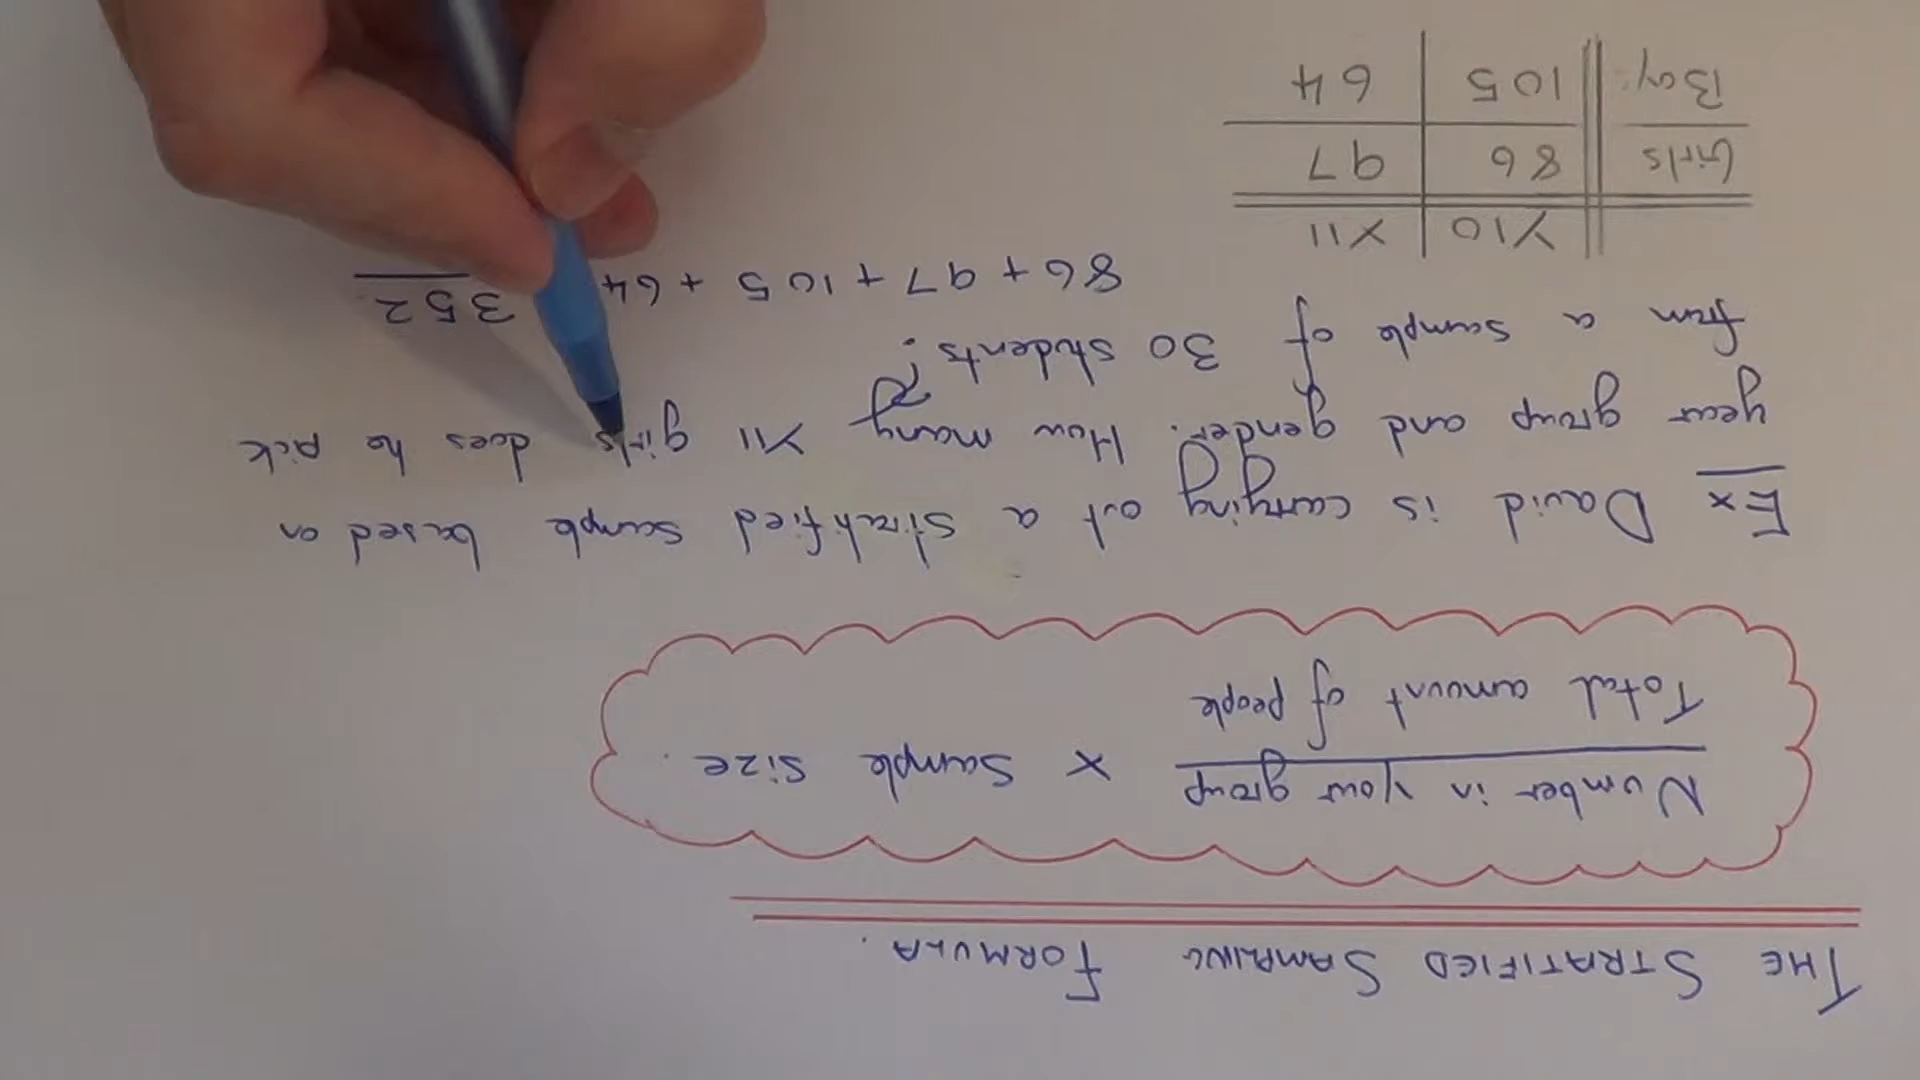 THE STRATIFIED SAMPLING FORMULA.
Number in your group
Total amount of people
x sample size.
Ex David is carrying out a stratified sample based on
year group and gender. How many Y11 girls does he pick
from a sample of 30 students?
86 + 97 + 105 + 64
352
Y10 Y11
Girls 86 97
Boys 105 64